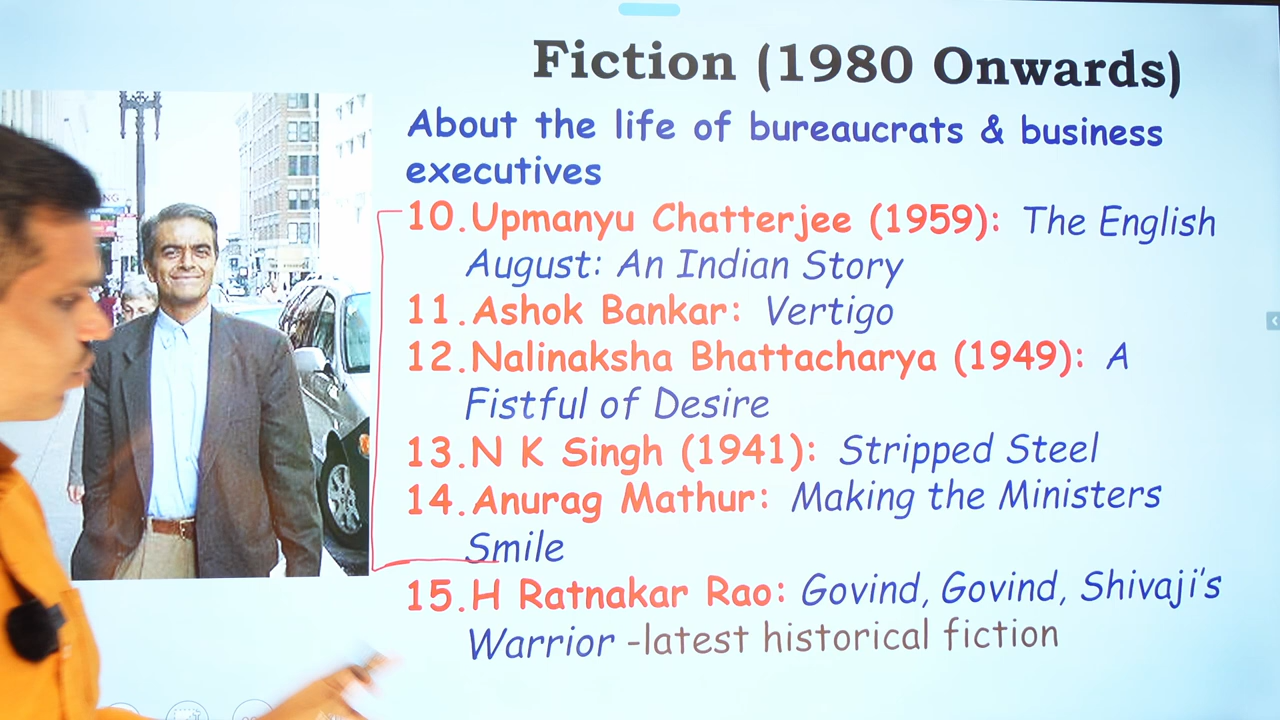 Fiction (1980 Onwards)
About the life of bureaucrats & business
executives
10.Upmanyu Chatterjee (1959): The English
August: An Indian Story
11.Ashok Bankar: Vertigo
12.Nalinaksha Bhattacharya (1949): A
Fistful of Desire
13.N K Singh (1941): Stripped Steel
14.Anurag Mathur: Making the Ministers
Smile
15.H Ratnakar Rao: Govind, Govind, Shivaji's
Warrior -latest historical fiction